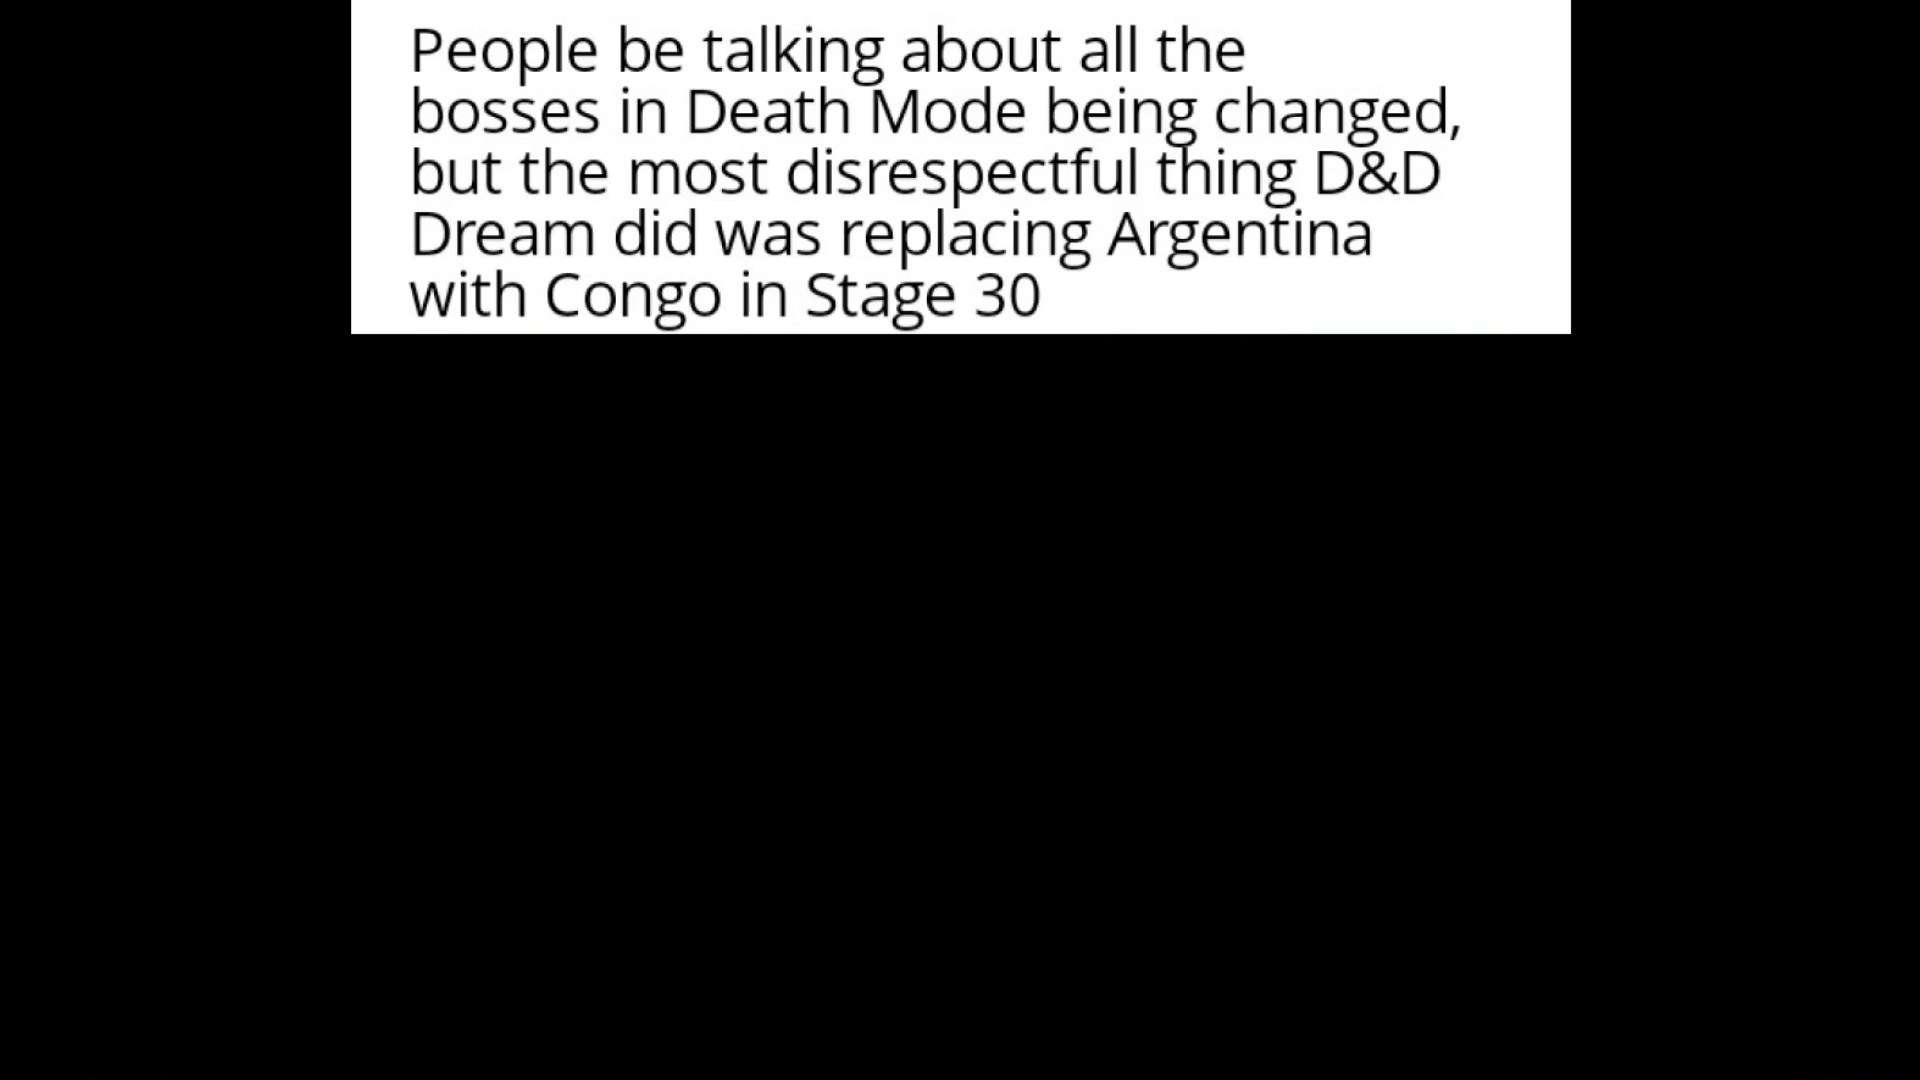 People be talking about all the
bosses in Death Mode being changed,
but the most disrespectful thing D&D
Dream did was replacing Argentina
with Congo in Stage 30